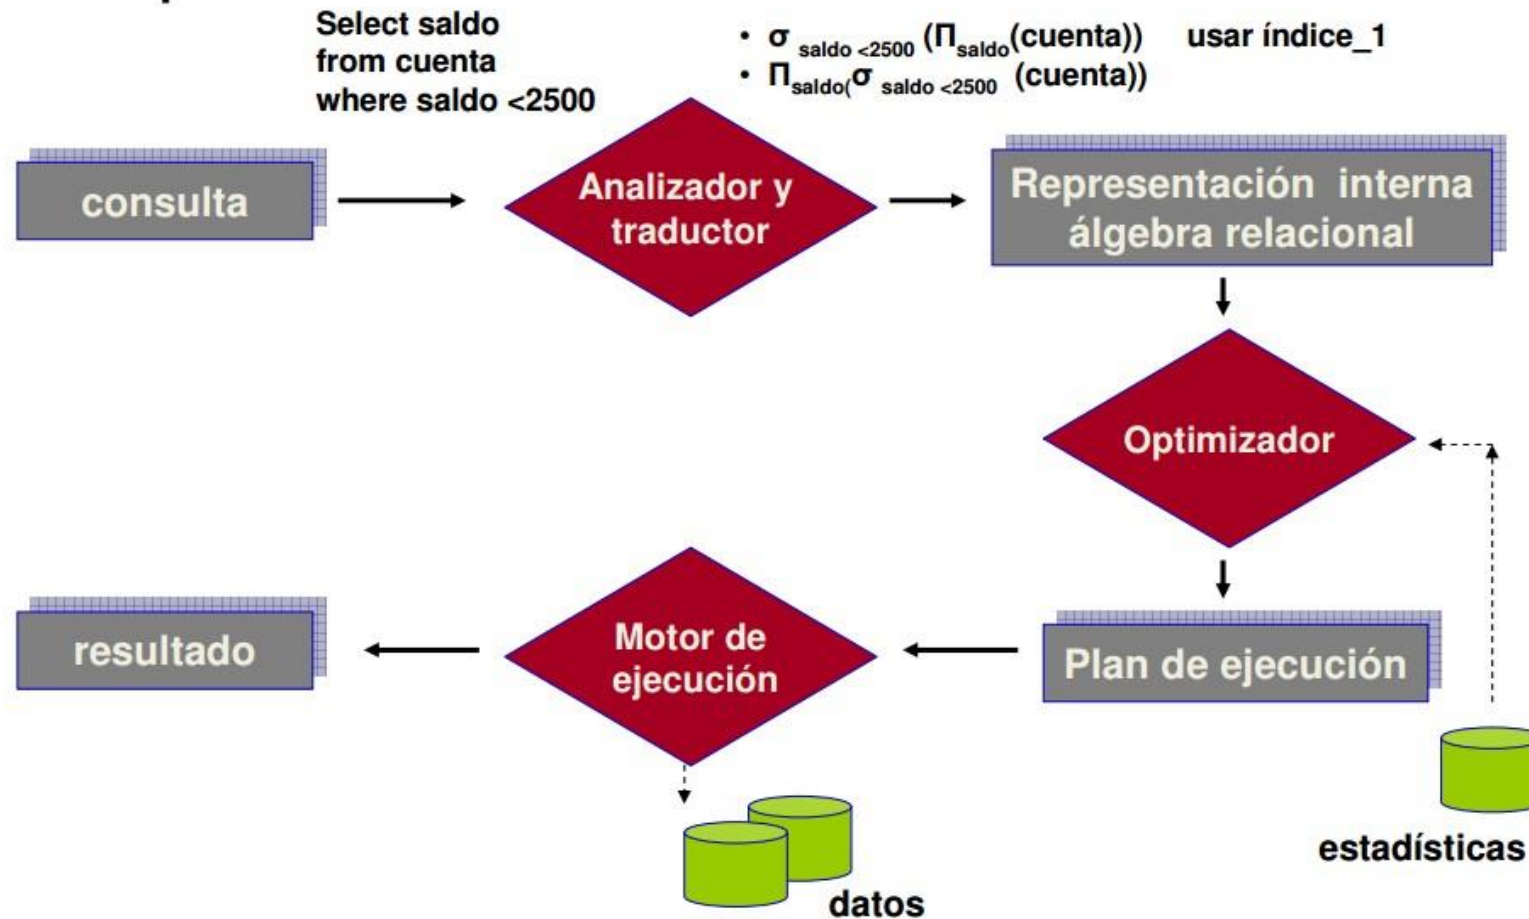 Select saldo
from cuenta
where saldo <2500
• σ saldo <2500 (Π saldo(cuenta)) usar índice_1
• Π saldo( σ saldo <2500 (cuenta))
consulta
Analizador y
traductor
Representación interna
álgebra relacional
Optimizador
resultado
Motor de
ejecución
Plan de ejecución
estadísticas
datos